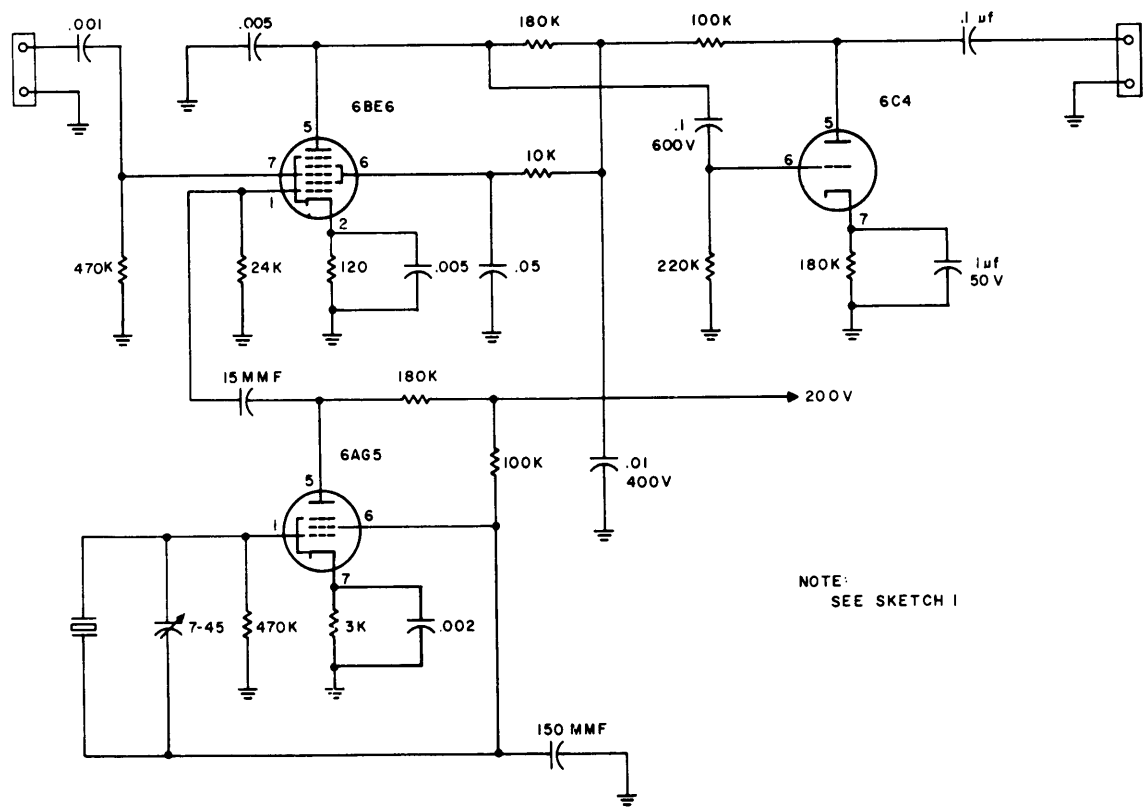 .001
.005
180K
100K
.1 µf
6BE6
6C4
5
5
.1
600V
7
6
10K
6
1
2
7
470K
24K
120
.005
.05
220K
180K
1µf
50V
15 MMF
180K
200V
6AG5
100K
.01
400V
5
1
6
7
NOTE:
SEE SKETCH 1
7-45
470K
3K
.002
150 MMF